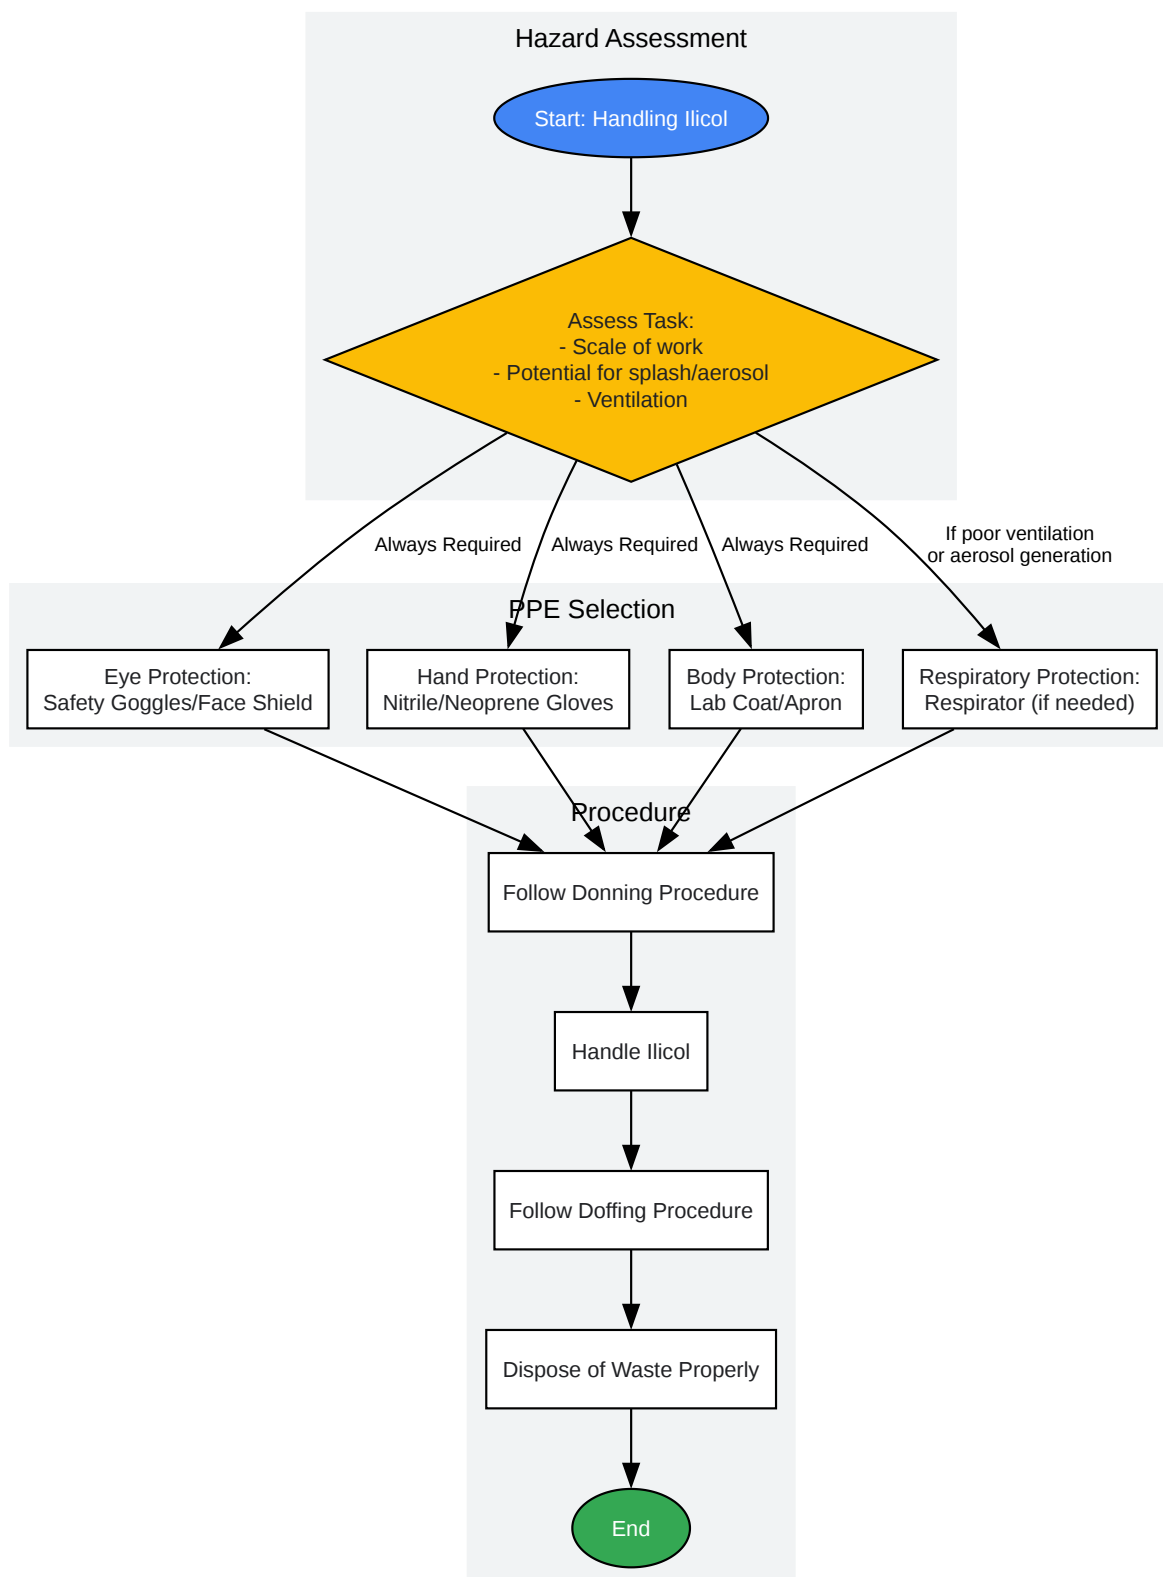 Hazard Assessment
Start: Handling Ilicol
Assess Task:
- Scale of work
- Potential for splash/aerosol
- Ventilation
Always Required
Always Required
Always Required
If poor ventilation
or aerosol generation
PPE Selection
Eye Protection:
Safety Goggles/Face Shield
Hand Protection:
Nitrile/Neoprene Gloves
Body Protection:
Lab Coat/Apron
Respiratory Protection:
Respirator (if needed)
Procedure
Follow Donning Procedure
Handle Ilicol
Follow Doffing Procedure
Dispose of Waste Properly
End